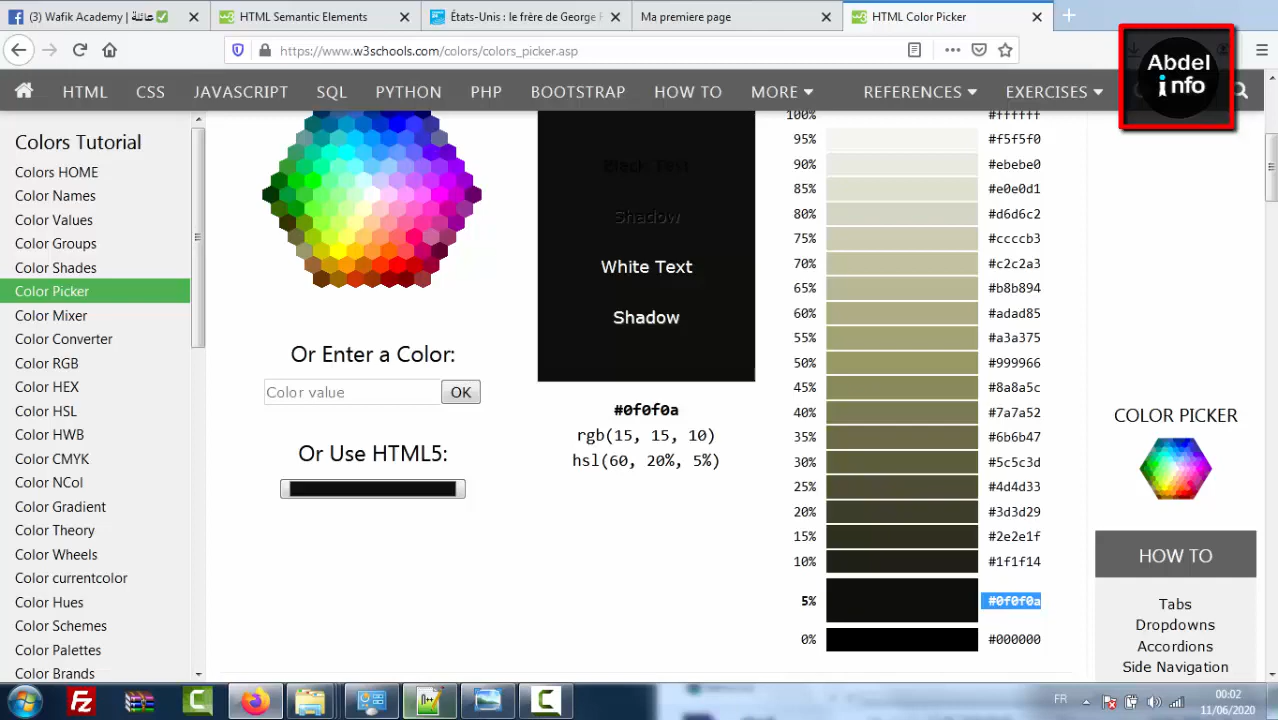 (3) Wafik Academy | عائلة
HTML Semantic Elements
États-Unis : le frère de George F
Ma premiere page
HTML Color Picker
https://www.w3schools.com/colors/colors_picker.asp
Abdel
info
HTML
CSS
JAVASCRIPT
SQL
PYTHON
PHP
BOOTSTRAP
HOW TO
MORE
REFERENCES
EXERCISES
Colors Tutorial
Colors HOME
Color Names
Color Values
Color Groups
Color Shades
Color Picker
Color Mixer
Color Converter
Color RGB
Color HEX
Color HSL
Color HWB
Color CMYK
Color NCol
Color Gradient
Color Theory
Color Wheels
Color currentcolor
Color Hues
Color Schemes
Color Palettes
Color Brands
Or Enter a Color:
Color value
OK
Or Use HTML5:
Black Text
Shadow
White Text
Shadow
#0f0f0a
rgb(15, 15, 10)
hsl(60, 20%, 5%)
100% #ffffff
95% #f5f5f0
90% #ebebe0
85% #e0e0d1
80% #d6d6c2
75% #ccccb3
70% #c2c2a3
65% #b8b894
60% #adad85
55% #a3a375
50% #999966
45% #8a8a5c
40% #7a7a52
35% #6b6b47
30% #5c5c3d
25% #4d4d33
20% #3d3d29
15% #2e2e1f
10% #1f1f14
5% #0f0f0a
0% #000000
COLOR PICKER
HOW TO
Tabs
Dropdowns
Accordions
Side Navigation
FR
00:02
11/06/2020